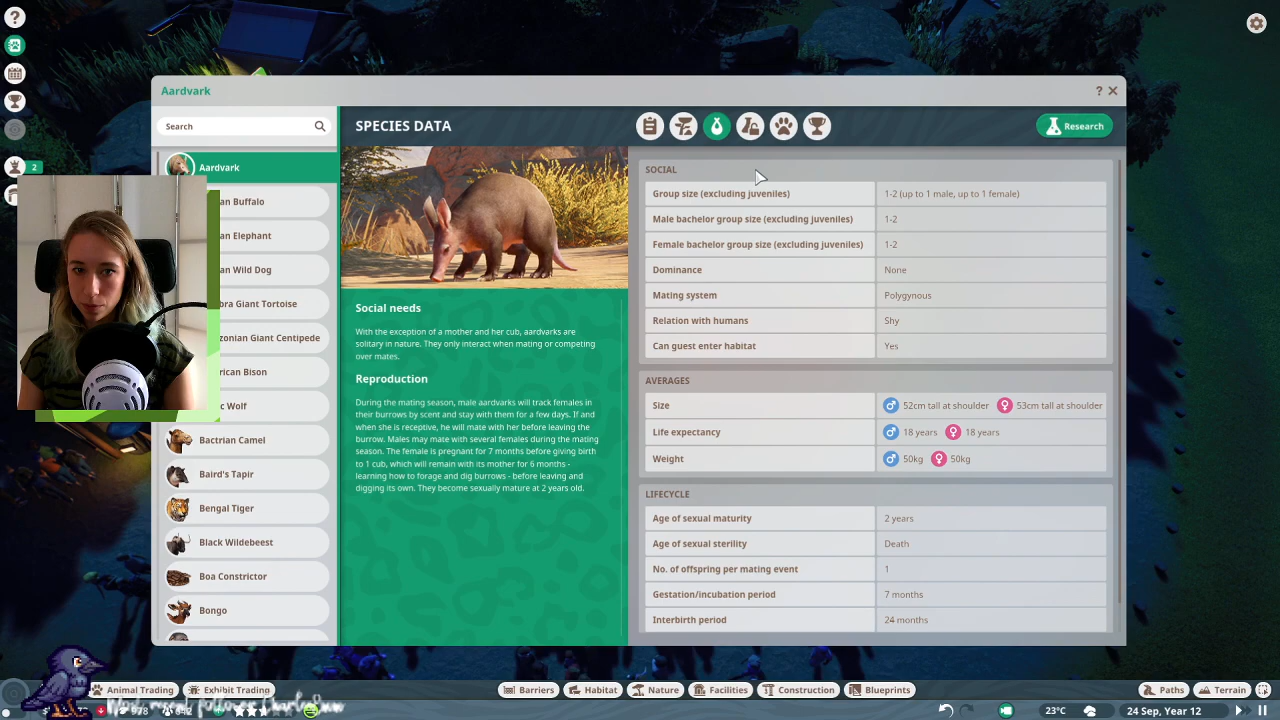 Aardvark
Search
SPECIES DATA
Research
Aardvark
an Buffalo
an Elephant
an Wild Dog
bra Giant Tortoise
zonian Giant Centipede
rican Bison
c Wolf
Bactrian Camel
Baird's Tapir
Bengal Tiger
Black Wildebeest
Boa Constrictor
Bongo
2
Social needs
With the exception of a mother and her cub, aardvarks are
solitary in nature. They only interact when mating or competing
over mates.
Reproduction
During the mating season, male aardvarks will track females in
their burrows by scent and stay with them for a few days. If and
when she is receptive, he will mate with her before leaving the
burrow. Males may mate with several females during the mating
season. The female is pregnant for 7 months before giving birth
to 1 cub, which will remain with its mother for 6 months -
learning how to forage and dig burrows - before leaving and
digging its own. They become sexually mature at 2 years old.
SOCIAL
Group size (excluding juveniles) 1-2 (up to 1 male, up to 1 female)
Male bachelor group size (excluding juveniles) 1-2
Female bachelor group size (excluding juveniles) 1-2
Dominance None
Mating system Polygynous
Relation with humans Shy
Can guest enter habitat Yes
AVERAGES
Size 52cm tall at shoulder 53cm tall at shoulder
Life expectancy 18 years 18 years
Weight 50kg 50kg
LIFECYCLE
Age of sexual maturity 2 years
Age of sexual sterility Death
No. of offspring per mating event 1
Gestation/incubation period 7 months
Interbirth period 24 months
Animal Trading Exhibit Trading Barriers Habitat Nature Facilities Construction Blueprints Paths Terrain
978 23°C 24 Sep, Year 12